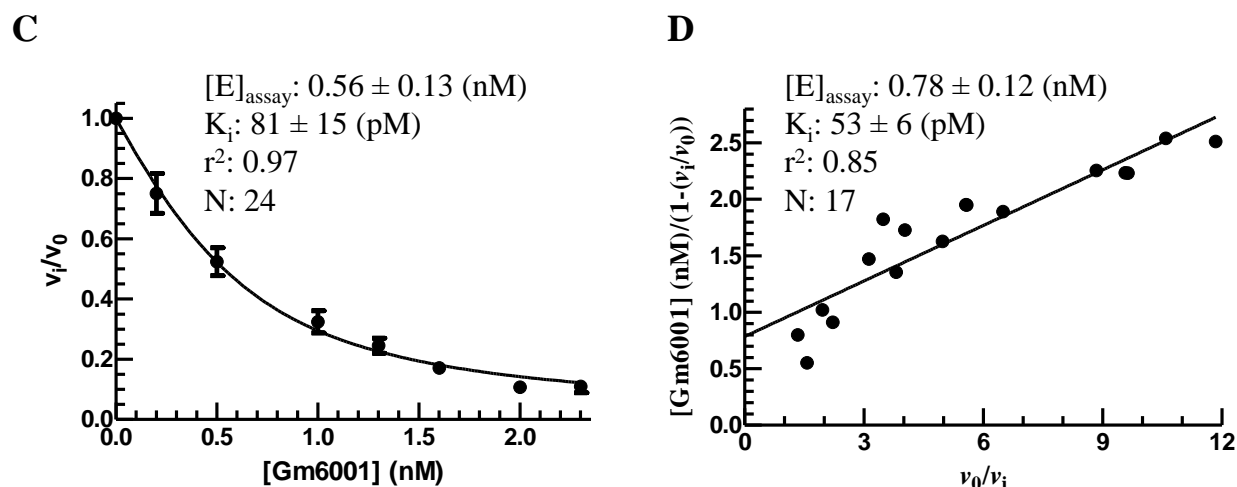 C
[E]assay: 0.56 ± 0.13 (nM)
Ki: 81 ± 15 (pM)
r2: 0.97
N: 24
vi/v0
1.0
0.8
0.6
0.4
0.2
0.0
0.0 0.5 1.0 1.5 2.0
[Gm6001] (nM)
D
[E]assay: 0.78 ± 0.12 (nM)
Ki: 53 ± 6 (pM)
r2: 0.85
N: 17
[Gm6001] (nM)/(1-(vi/v0))
2.5
2.0
1.5
1.0
0.5
0.0
0 3 6 9 12
v0/vi